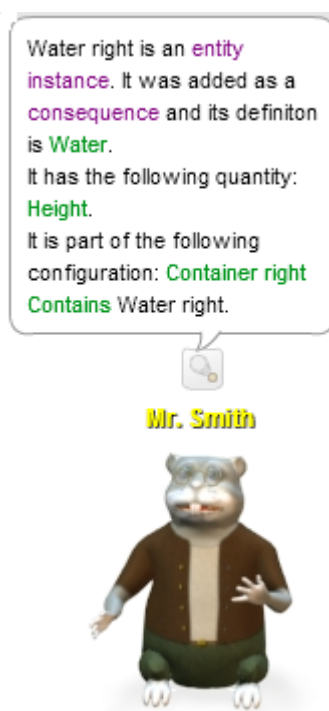 Water right is an entity
instance. It was added as a
consequence and its definiton
is Water.
It has the following quantity:
Height.
It is part of the following
configuration: Container right
Contains Water right.
Mr. Smith